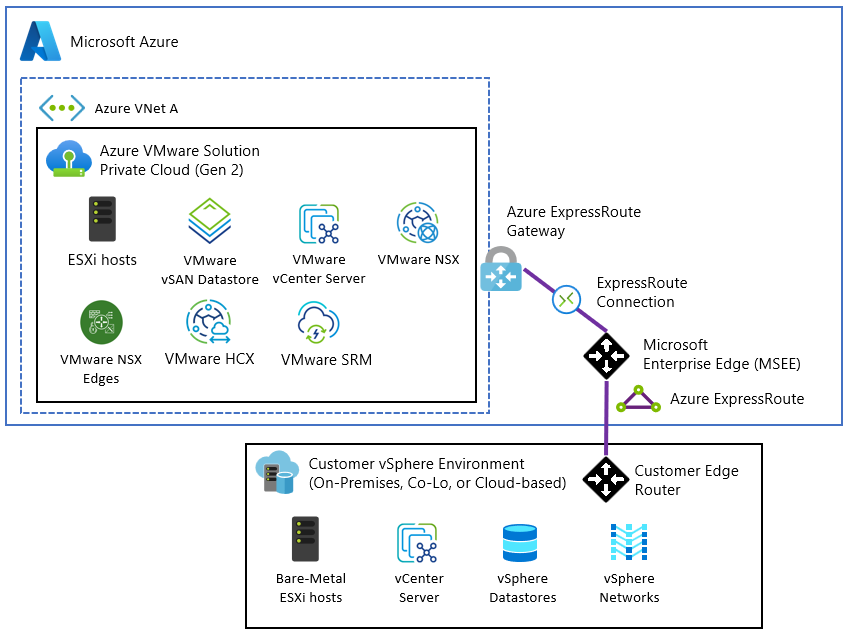 Microsoft Azure
Azure VNet A
Azure VMware Solution
Private Cloud (Gen 2)
ESXi hosts
VMware
vSAN Datastore
VMware
vCenter Server
VMware NSX
VMware NSX
Edges
VMware HCX
VMware SRM
Azure ExpressRoute
Gateway
ExpressRoute
Connection
Microsoft
Enterprise Edge (MSEE)
Azure ExpressRoute
Customer vSphere Environment
(On-Premises, Co-Lo, or Cloud-based)
Customer Edge
Router
Bare-Metal
ESXi hosts
vCenter
Server
vSphere
Datastores
vSphere
Networks